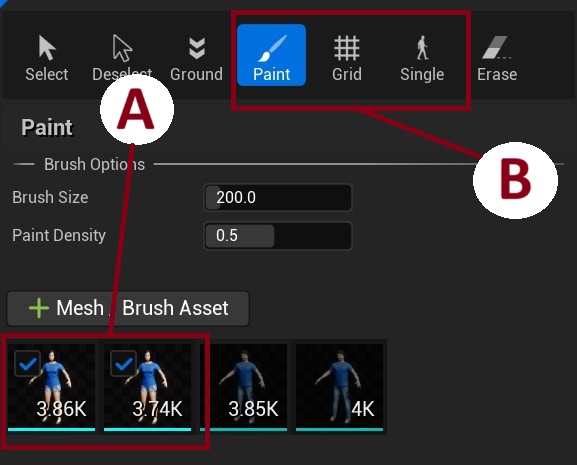 Select Deselect Ground Paint Grid Single Erase
A
Paint
B
Brush Options
Brush Size 200.0
Paint Density 0.5
+ Mesh / Brush Asset
3.86K 3.74K 3.85K 4K